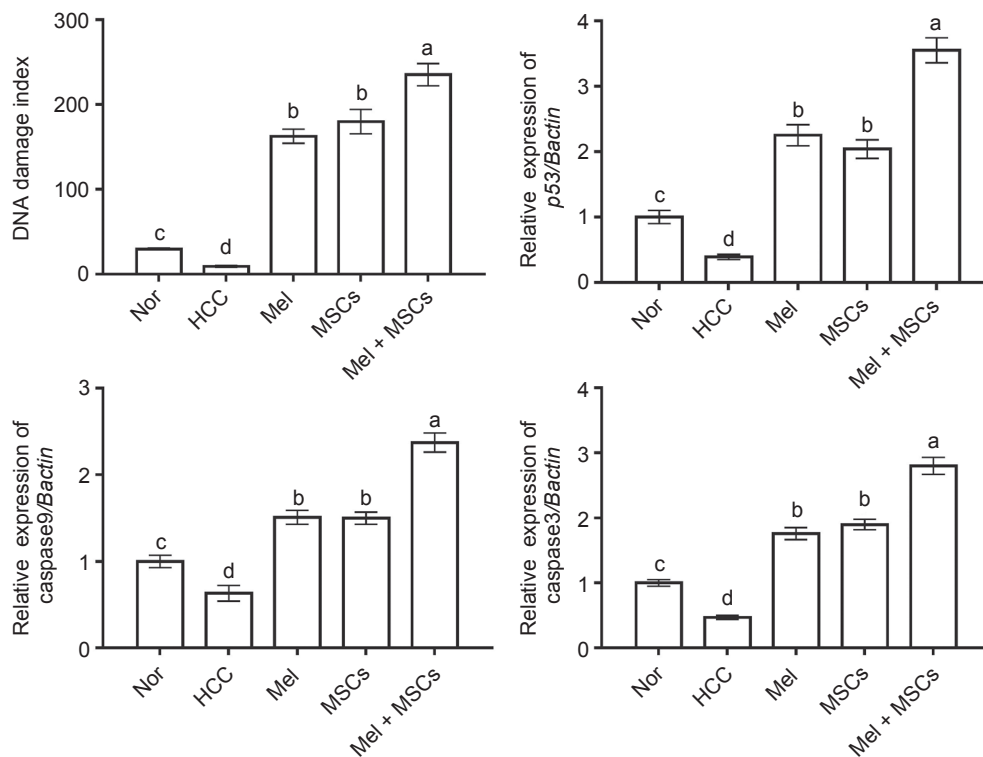 DNA damage index
300
200
100
0
c
d
b
b
a
Nor
HCC
Mel
MSCs
Mel + MSCs
Relative expression of
p53/Bactin
4
3
2
1
0
c
d
b
b
a
Nor
HCC
Mel
MSCs
Mel + MSCs
Relative expression of
caspase9/Bactin
3
2
1
0
c
d
b
b
a
Nor
HCC
Mel
MSCs
Mel + MSCs
Relative expression of
caspase3/Bactin
4
3
2
1
0
c
d
b
b
a
Nor
HCC
Mel
MSCs
Mel + MSCs